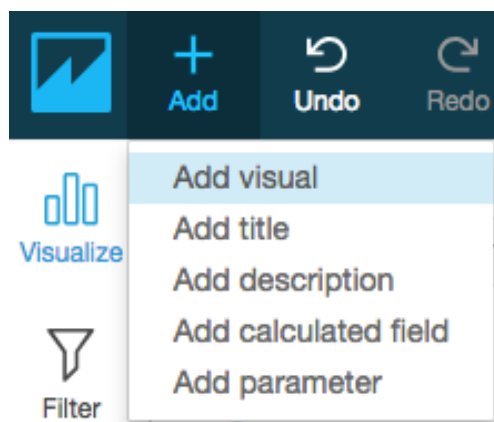 Add
Undo
Redo
Visualize
Filter
Add visual
Add title
Add description
Add calculated field
Add parameter